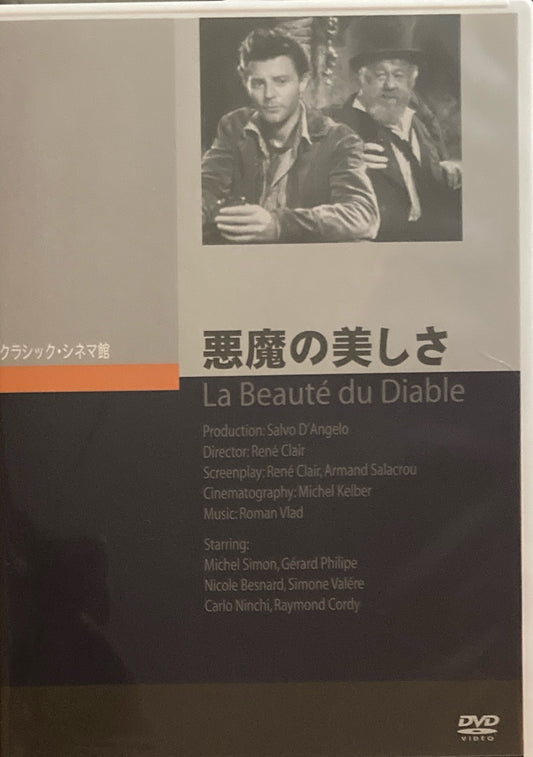 クラシック・シネマ館
悪魔の美しさ
La Beauté du Diable
Production: Salvo D'Angelo
Director: René Clair
Screenplay: René Clair, Armand Salacrou
Cinematography: Michel Kelber
Music: Roman Vlad
Starring:
Michel Simon, Gérard Philipe
Nicole Besnard, Simone Valére
Carlo Ninchi, Raymond Cordy
DVD
VIDEO